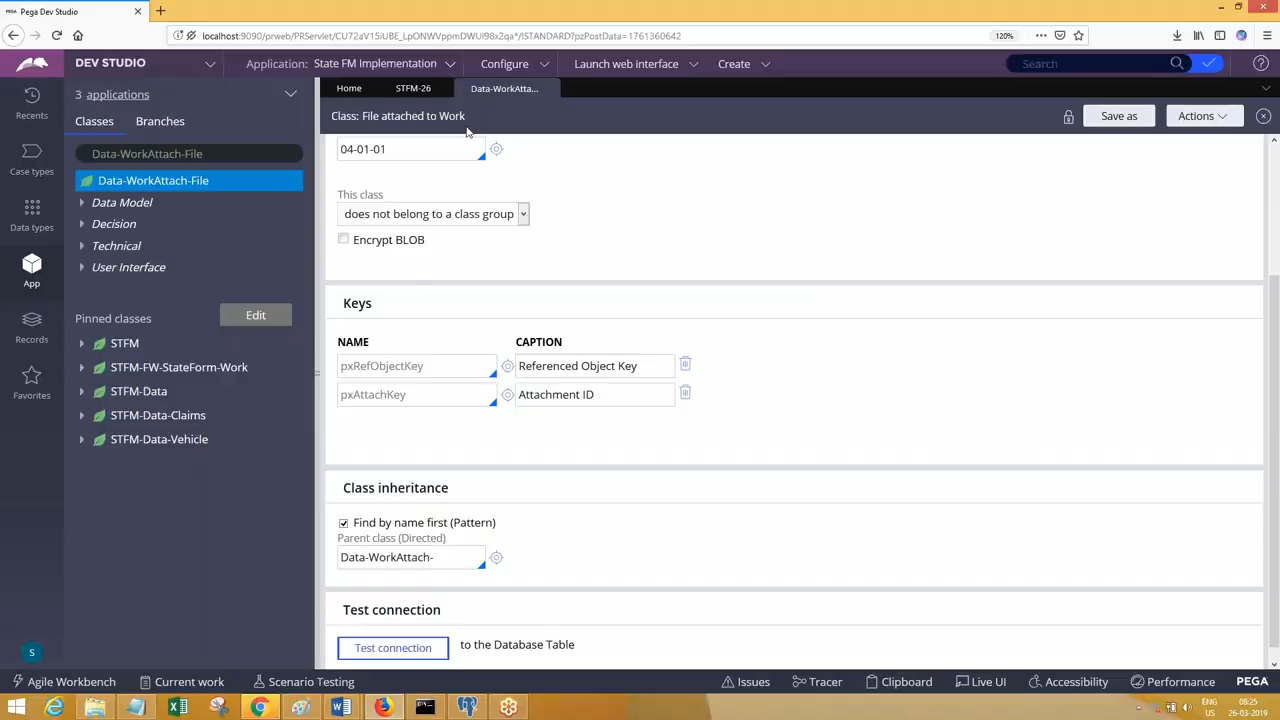 Pega Dev Studio
localhost:9090/prweb/PRServlet/CU72aV15iUBE_LpONWVppmDWUI98x2qa*/!STANDARD?pzPostData=1761360642
120%
DEV STUDIO
Application: State FM Implementation
Configure
Launch web interface
Create
Search
3 applications
Home
STFM-26
Data-WorkAtta...
Recents
Classes
Branches
Class: File attached to Work
Save as
Actions
Data-WorkAttach-File
04-01-01
Case types
Data-WorkAttach-File
Data Model
This class
Data types
Decision
does not belong to a class group
Technical
Encrypt BLOB
User Interface
App
Keys
Pinned classes
Edit
Records
STFM
NAME
CAPTION
STFM-FW-StateForm-Work
pxRefObjectKey
Referenced Object Key
Favorites
STFM-Data
pxAttachKey
Attachment ID
STFM-Data-Claims
STFM-Data-Vehicle
Class inheritance
Find by name first (Pattern)
Parent class (Directed)
Data-WorkAttach-
Test connection
S
Test connection
to the Database Table
Agile Workbench
Current work
Scenario Testing
Issues
Tracer
Clipboard
Live UI
Accessibility
Performance
PEGA
ENG
08:25
US
26-03-2019